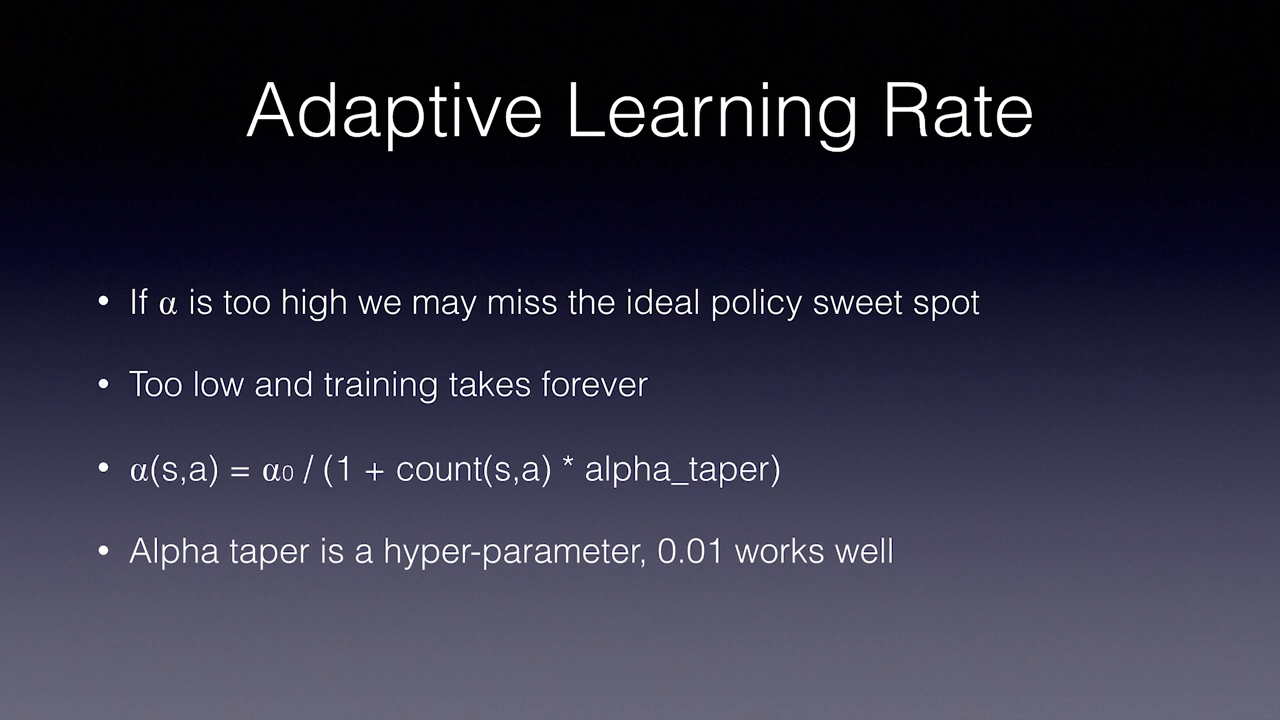 Adaptive Learning Rate
• If α is too high we may miss the ideal policy sweet spot
• Too low and training takes forever
• α(s,a) = α₀ / (1 + count(s,a) * alpha_taper)
• Alpha taper is a hyper-parameter, 0.01 works well